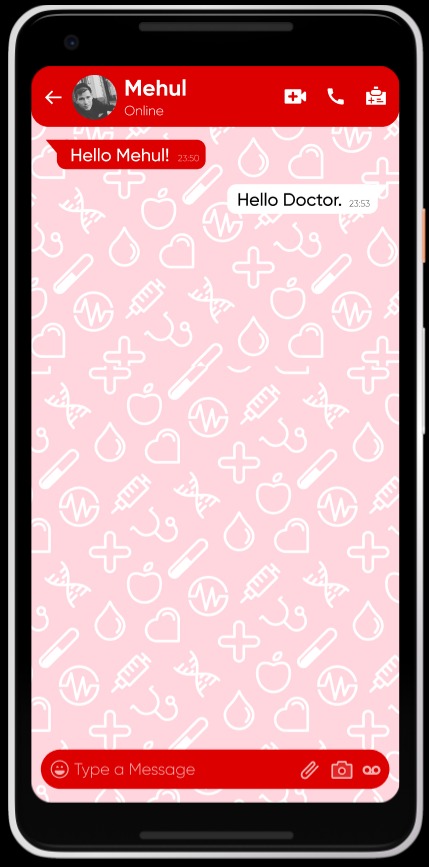 Mehul
Online
Hello Mehul! 23:50
Hello Doctor. 23:53
Type a Message